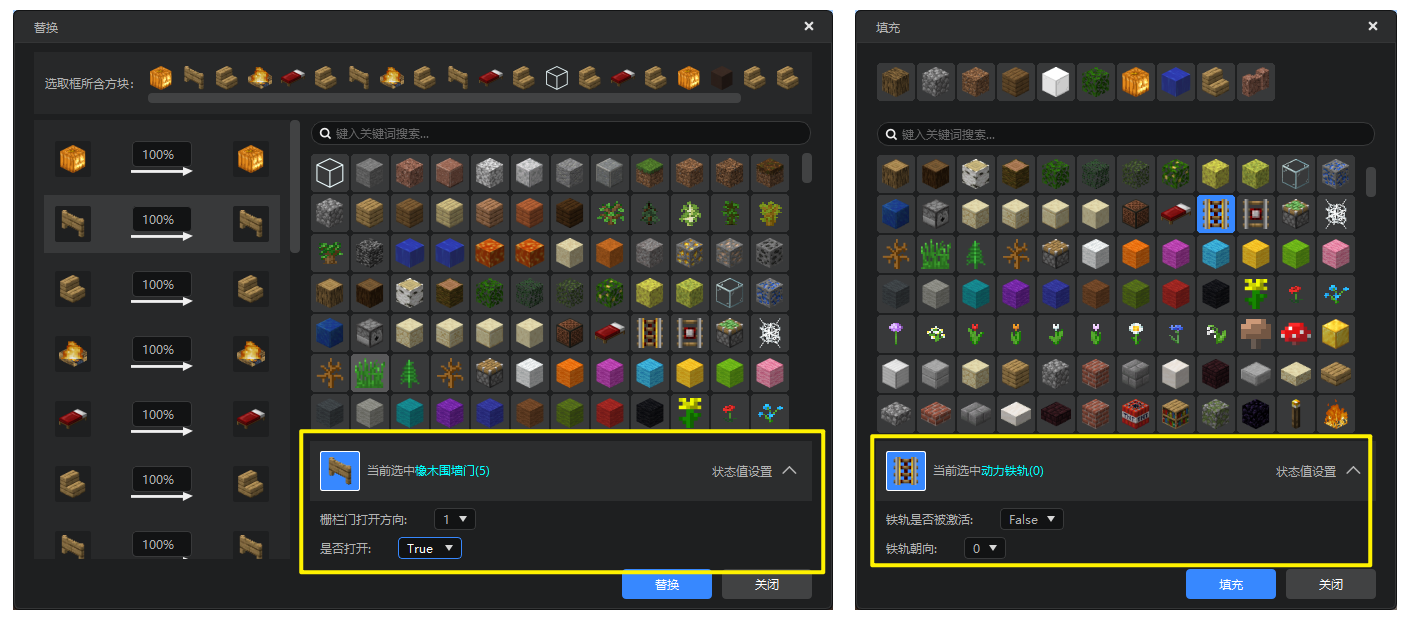 替换
选取框所含方块:
键入关键词搜索...
100%
100%
100%
100%
100%
100%
100%
当前选中橡木围墙门(5)
状态值设置
栅栏门打开方向:
1
是否打开:
True
替换
关闭
填充
键入关键词搜索...
当前选中动力铁轨(0)
状态值设置
铁轨是否被激活:
False
铁轨朝向:
0
填充
关闭